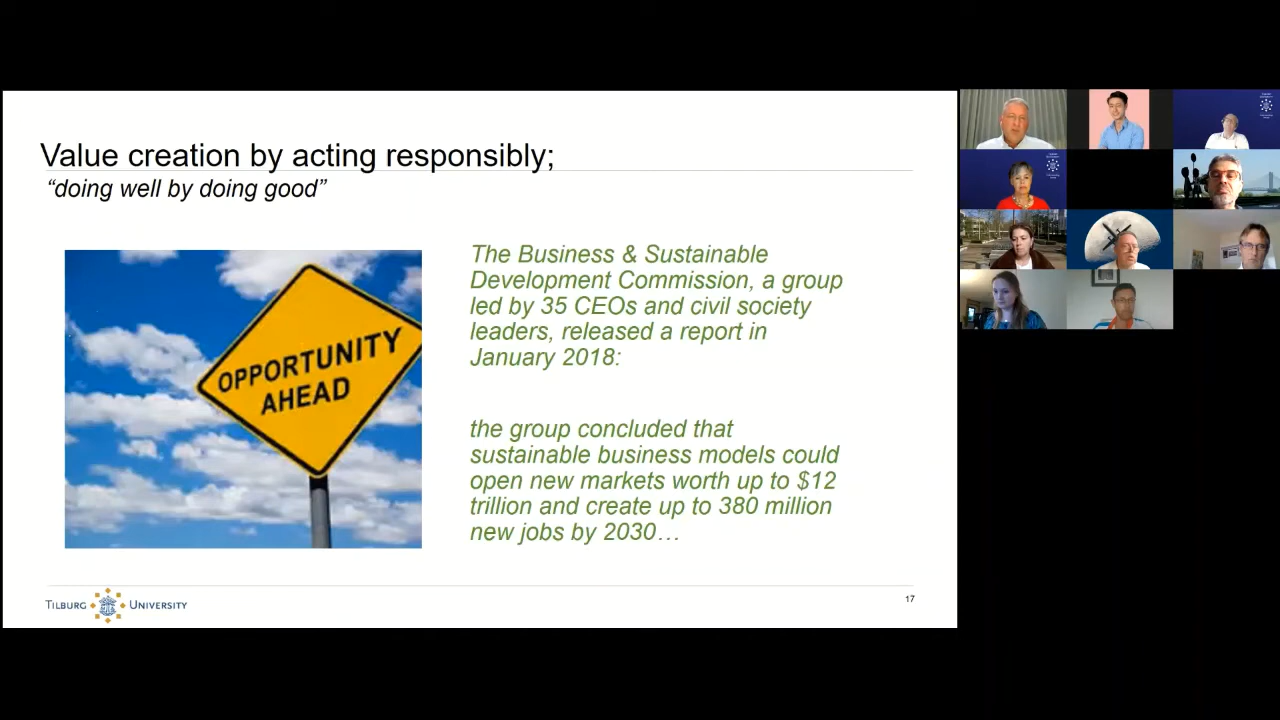 Value creation by acting responsibly;
“doing well by doing good”
OPPORTUNITY
AHEAD
The Business & Sustainable
Development Commission, a group
led by 35 CEOs and civil society
leaders, released a report in
January 2018:
the group concluded that
sustainable business models could
open new markets worth up to $12
trillion and create up to 380 million
new jobs by 2030…
TILBURG UNIVERSITY
17